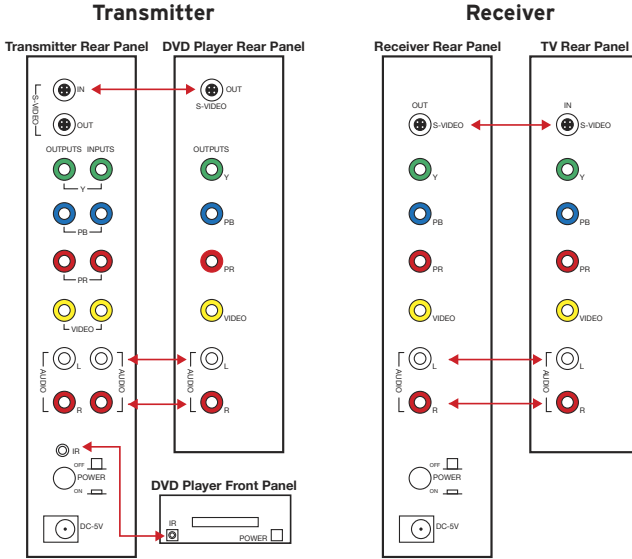 Transmitter
Transmitter Rear Panel
IN
S-VIDEO
OUT
OUTPUTS INPUTS
Y
PB
PR
VIDEO
AUDIO
L
R
AUDIO
IR
OFF
POWER
ON
DC-5V
DVD Player Rear Panel
OUT
S-VIDEO
OUTPUTS
Y
PB
PR
VIDEO
L
R
DVD Player Front Panel
IR
POWER
Receiver
Receiver Rear Panel
OUT
S-VIDEO
Y
PB
PR
VIDEO
AUDIO
L
R
OFF
POWER
ON
DC-5V
TV Rear Panel
IN
S-VIDEO
Y
PB
PR
VIDEO
AUDIO
L
R